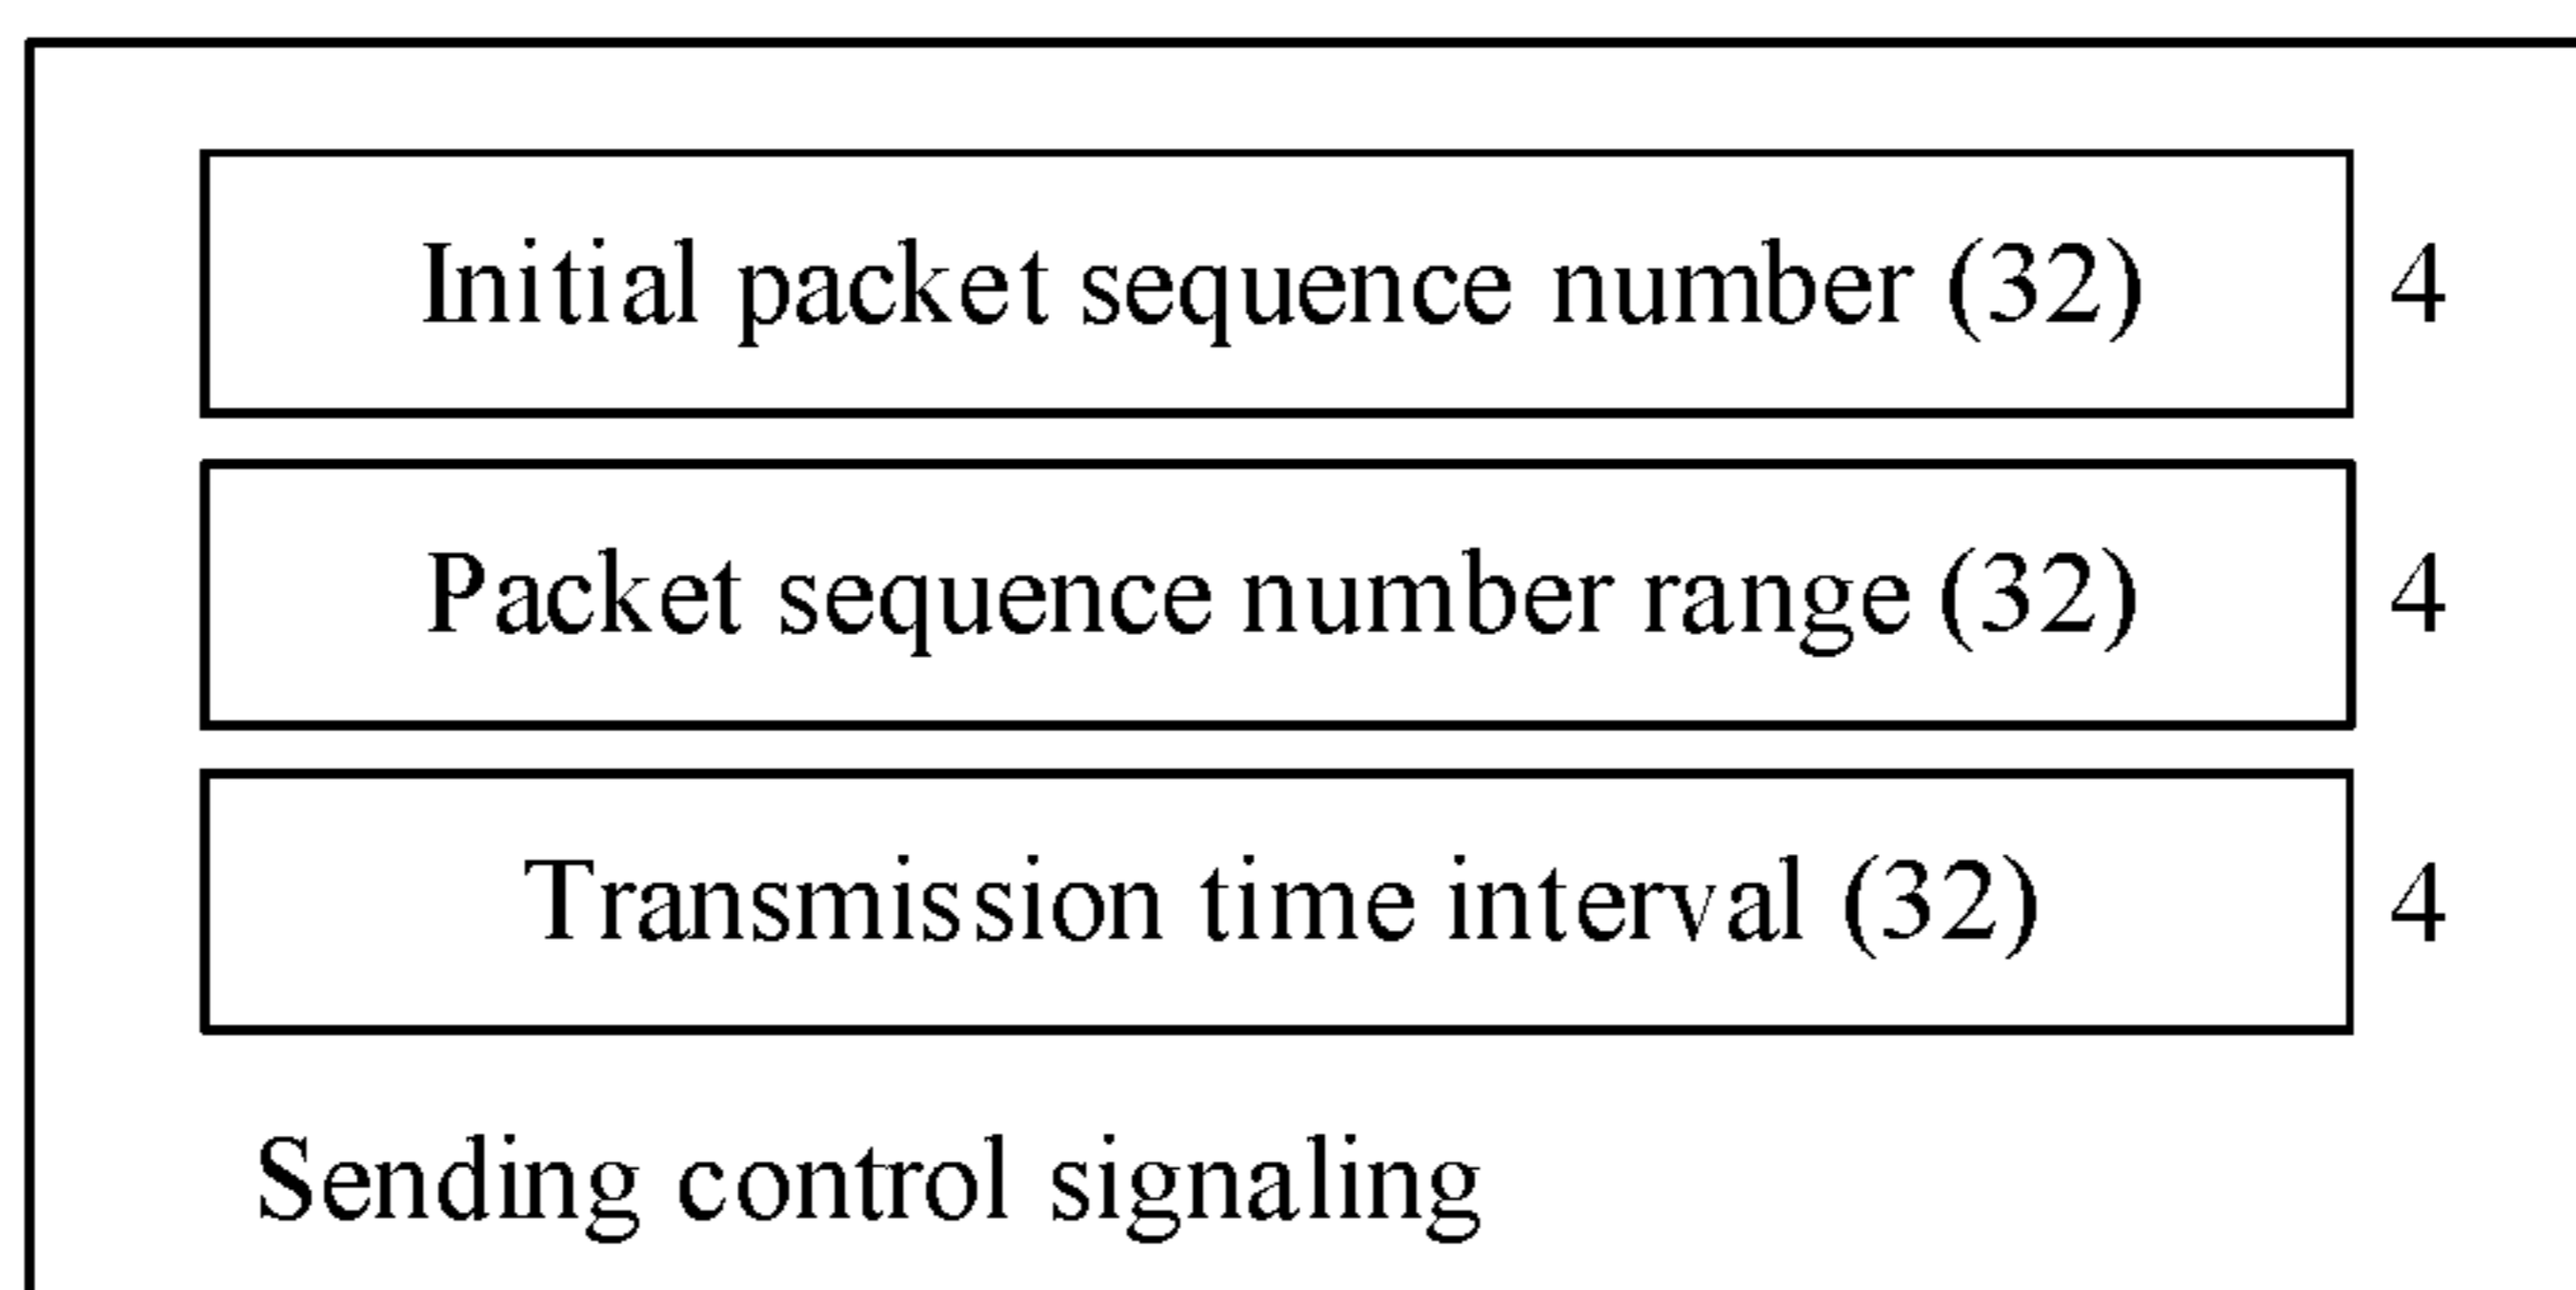 Initial packet sequence number (32) 4
Packet sequence number range (32) 4
Transmission time interval (32) 4
Sending control signaling